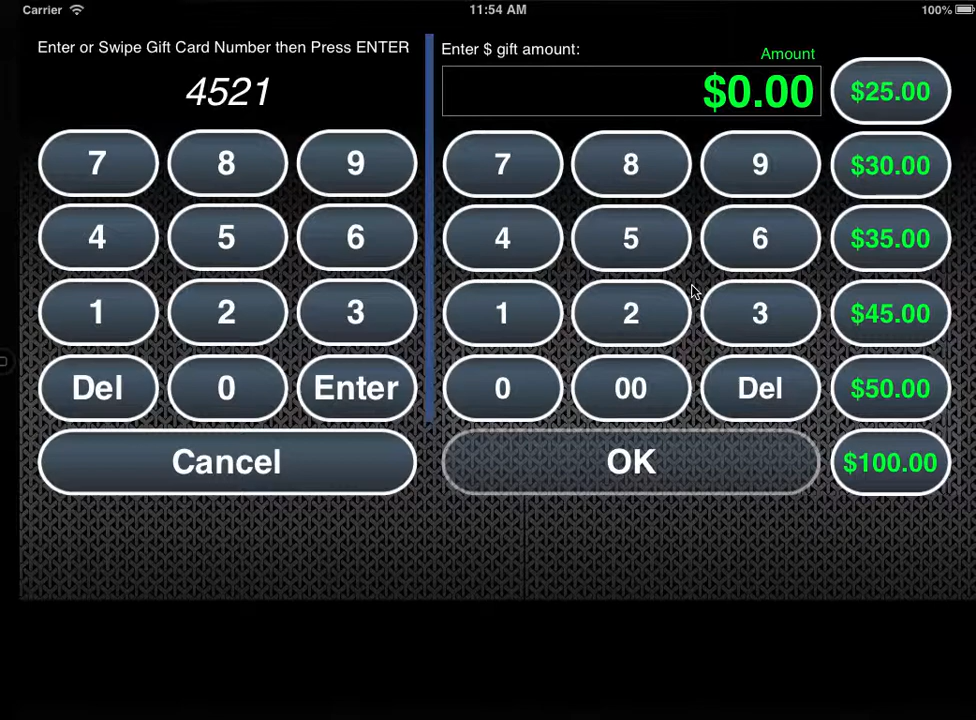 Carrier 11:54 AM 100%
Enter or Swipe Gift Card Number then Press ENTER
4521
7 8 9
4 5 6
1 2 3
Del 0 Enter
Cancel
Enter $ gift amount:
Amount
$0.00
7 8 9
4 5 6
1 2 3
0 00 Del
OK
$25.00
$30.00
$35.00
$45.00
$50.00
$100.00